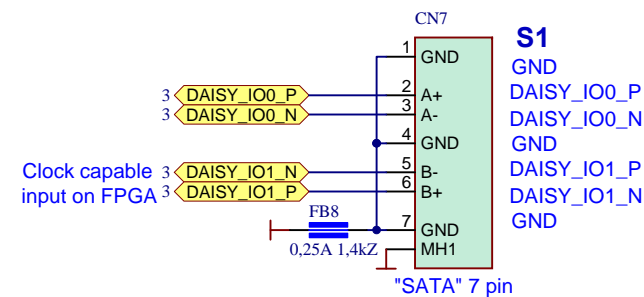 CN7
S1
1 GND GND
3 DAISY_IO0_P 2 A+ DAISY_IO0_P
3 DAISY_IO0_N 3 A- DAISY_IO0_N
4 GND GND
Clock capable 3 DAISY_IO1_N 5 B- DAISY_IO1_P
input on FPGA 3 DAISY_IO1_P 6 B+ DAISY_IO1_N
FB8 7 GND GND
0,25A 1,4kZ MH1
"SATA" 7 pin